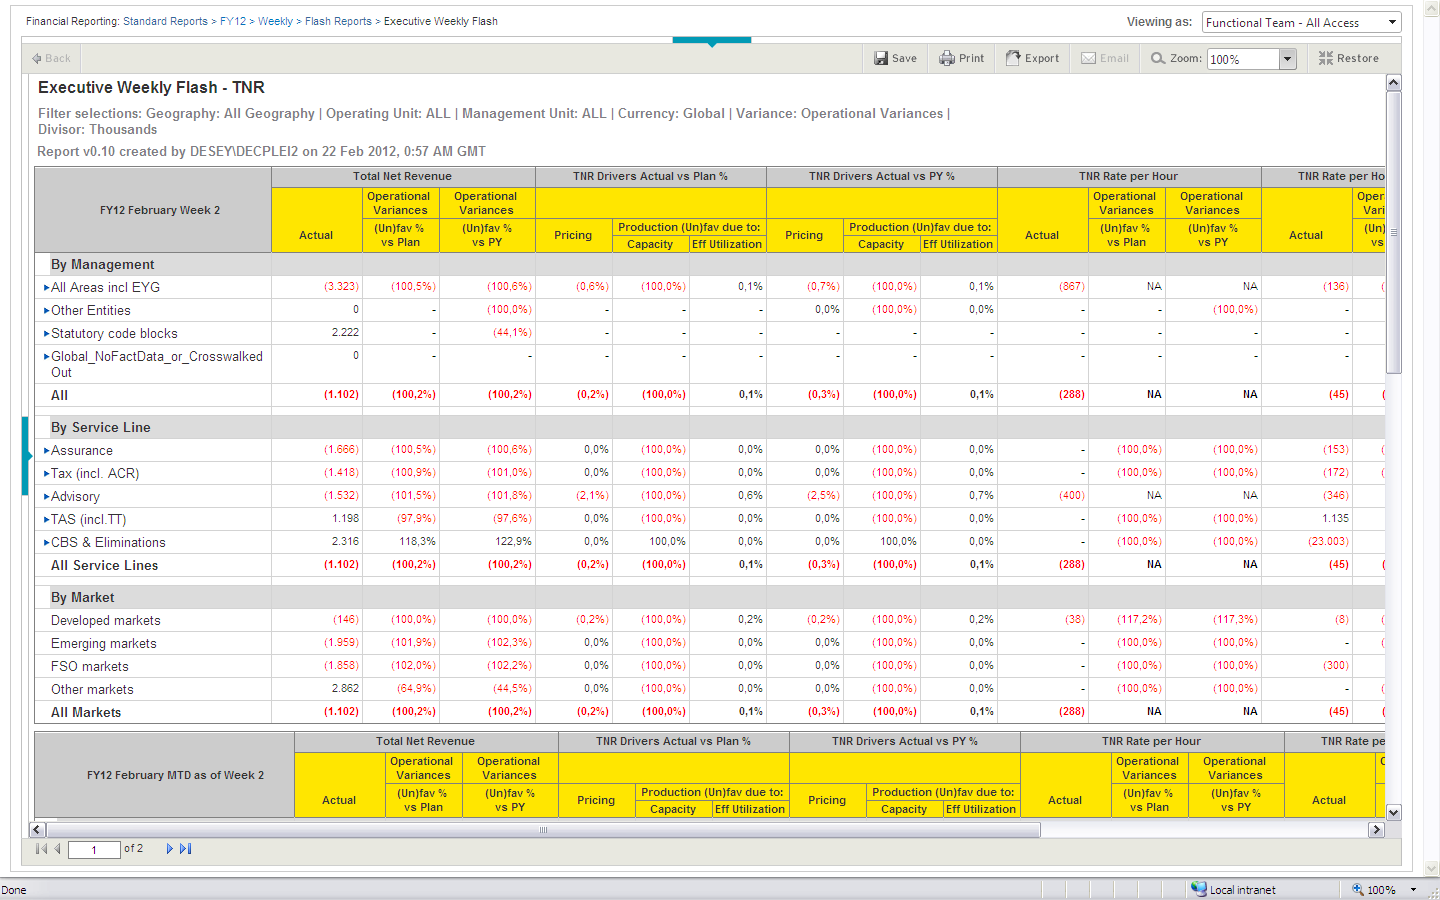 Financial Reporting: Standard Reports > FY12 > Weekly > Flash Reports > Executive Weekly Flash
Viewing as: Functional Team - All Access
Back Save Print Export Email Zoom: 100% Restore
Executive Weekly Flash - TNR
Filter selections: Geography: All Geography | Operating Unit: ALL | Management Unit: ALL | Currency: Global | Variance: Operational Variances |
Divisor: Thousands
Report v0.10 created by DESEY\DECPLEI2 on 22 Feb 2012, 0:57 AM GMT
FY12 February Week 2
Total Net Revenue TNR Drivers Actual vs Plan % TNR Drivers Actual vs PY % TNR Rate per Hour TNR Rate per Ho
Operational Operational Operational Operational Opera
Variances Variances Variances Variances Vari
Actual (Un)fav % (Un)fav % Pricing Production (Un)fav due to: Pricing Production (Un)fav due to: Actual (Un)fav % (Un)fav % Actual (Un)
vs Plan vs PY Capacity Eff Utilization Capacity Eff Utilization vs Plan vs PY vs
By Management
All Areas incl EYG (3.323) (100,5%) (100,6%) (0,6%) (100,0%) 0,1% (0,7%) (100,0%) 0,1% (867) NA NA (136) (
Other Entities 0 - (100,0%) - - - 0,0% (100,0%) 0,0% - - (100,0%) -
Statutory code blocks 2.222 - (44,1%) - - - - - - - - - -
Global_NoFactData_or_Crosswalked 0 - - - - - - - - - - - -
Out
All (1.102) (100,2%) (100,2%) (0,2%) (100,0%) 0,1% (0,3%) (100,0%) 0,1% (288) NA NA (45) (
By Service Line
Assurance (1.666) (100,5%) (100,6%) 0,0% (100,0%) 0,0% 0,0% (100,0%) 0,0% - (100,0%) (100,0%) (153) (
Tax (incl. ACR) (1.418) (100,9%) (101,0%) 0,0% (100,0%) 0,0% 0,0% (100,0%) 0,0% - (100,0%) (100,0%) (172) (
Advisory (1.532) (101,5%) (101,8%) (2,1%) (100,0%) 0,6% (2,5%) (100,0%) 0,7% (400) NA NA (346)
TAS (incl.TT) 1.198 (97,9%) (97,6%) 0,0% (100,0%) 0,0% 0,0% (100,0%) 0,0% - (100,0%) (100,0%) 1.135
CBS & Eliminations 2.316 118,3% 122,9% 0,0% 100,0% 0,0% 0,0% 100,0% 0,0% - (100,0%) (100,0%) (23.003)
All Service Lines (1.102) (100,2%) (100,2%) (0,2%) (100,0%) 0,1% (0,3%) (100,0%) 0,1% (288) NA NA (45) (
By Market
Developed markets (146) (100,0%) (100,0%) (0,2%) (100,0%) 0,2% (0,2%) (100,0%) 0,2% (38) (117,2%) (117,3%) (8) (
Emerging markets (1.959) (101,9%) (102,3%) 0,0% (100,0%) 0,0% 0,0% (100,0%) 0,0% - (100,0%) (100,0%) - (
FSO markets (1.858) (102,0%) (102,2%) 0,0% (100,0%) 0,0% 0,0% (100,0%) 0,0% - (100,0%) (100,0%) (300)
Other markets 2.862 (64,9%) (44,5%) 0,0% (100,0%) 0,0% 0,0% (100,0%) 0,0% - (100,0%) (100,0%) - (
All Markets (1.102) (100,2%) (100,2%) (0,2%) (100,0%) 0,1% (0,3%) (100,0%) 0,1% (288) NA NA (45) (
FY12 February MTD as of Week 2
Total Net Revenue TNR Drivers Actual vs Plan % TNR Drivers Actual vs PY % TNR Rate per Hour TNR Rate pe
Operational Operational Operational Operational
Variances Variances Variances Variances
Actual (Un)fav % (Un)fav % Pricing Production (Un)fav due to: Pricing Production (Un)fav due to: Actual (Un)fav % (Un)fav % Actual
vs Plan vs PY Capacity Eff Utilization Capacity Eff Utilization vs Plan vs PY
1 of 2
Done Local intranet 100%